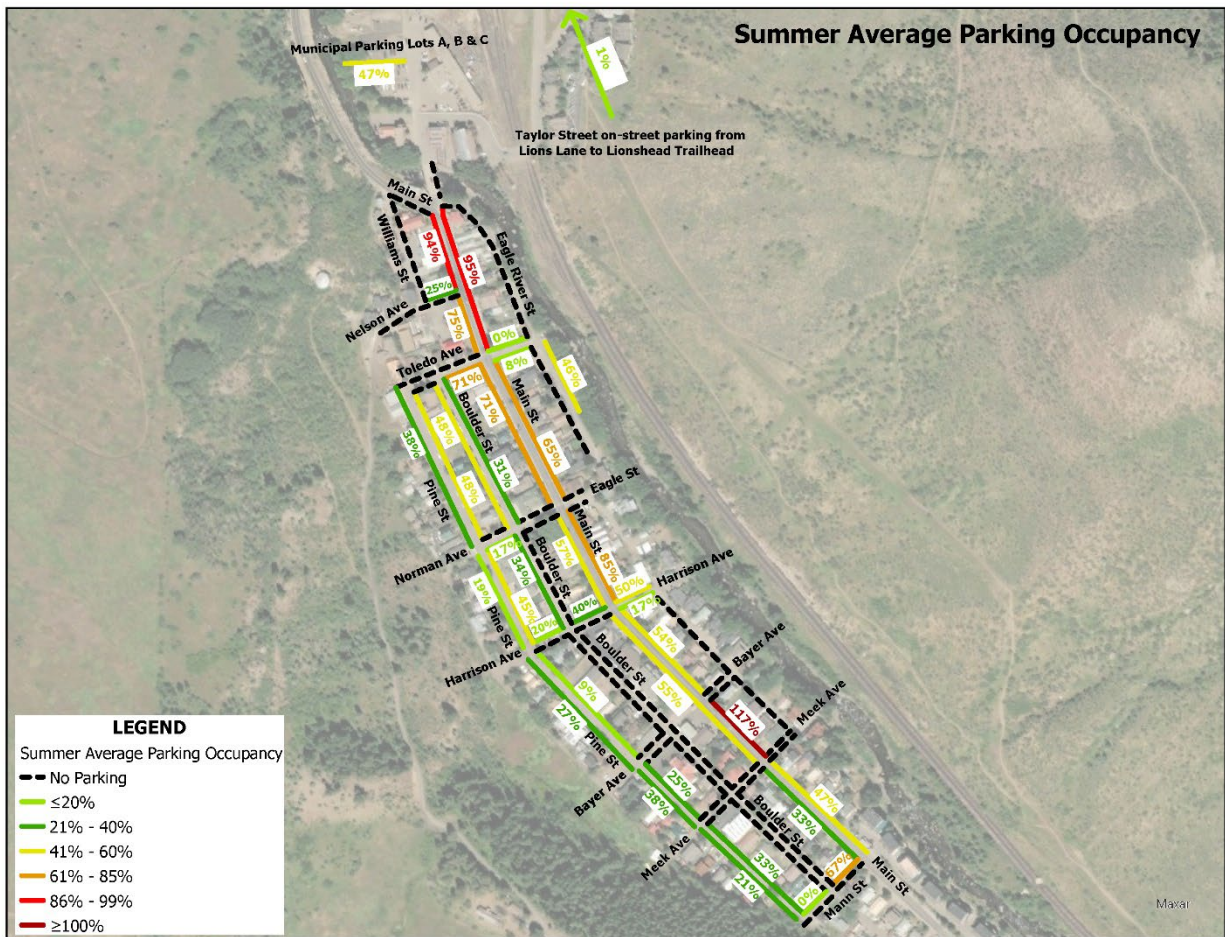 Summer Average Parking Occupancy
Municipal Parking Lots A, B & C
47%
1%
Taylor Street on-street parking from
Lions Lane to Lionshead Trailhead
Main St
Williams St
94%
95%
Eagle River St
25%
Nelson Ave
75%
0%
Toledo Ave
8%
46%
71%
71%
Main St
Boulder St
48%
38%
65%
31%
48%
Pine St
Eagle St
Main St
Norman Ave
17%
Boulder St
57%
85%
34%
Harrison Ave
50%
19%
45%
40%
17%
Pine St
20%
54%
Harrison Ave
Boulder St
Bayer Ave
55%
9%
Meek Ave
117%
27%
Pine St
Bayer Ave
25%
47%
38%
Boulder St
33%
Meek Ave
33%
67%
Main St
21%
0%
Mann St
Maxar
LEGEND
Summer Average Parking Occupancy
No Parking
≤20%
21% - 40%
41% - 60%
61% - 85%
86% - 99%
≥100%